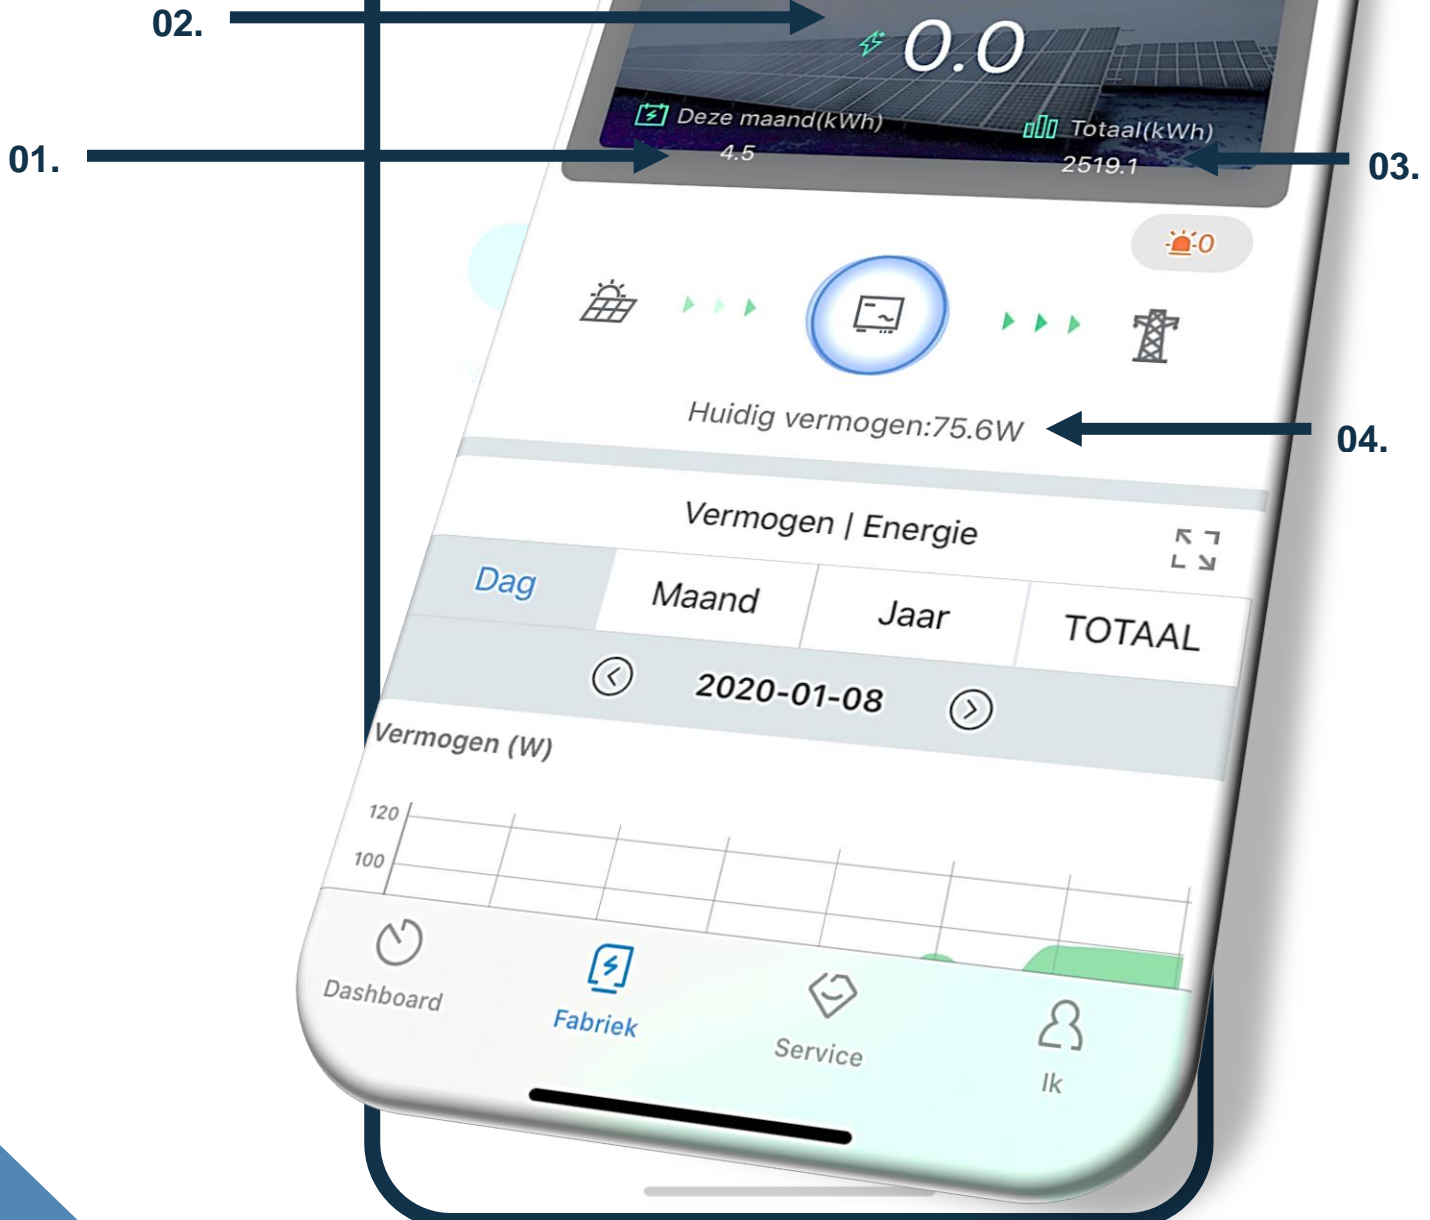 02.
0.0
Deze maand(kWh)
Totaal(kWh)
01.
4.5
2519.1
03.
0
Huidig vermogen:75.6W
04.
Vermogen | Energie
Dag
Maand
Jaar
TOTAAL
2020-01-08
Vermogen (W)
120
100
Dashboard
Fabriek
Service
Ik